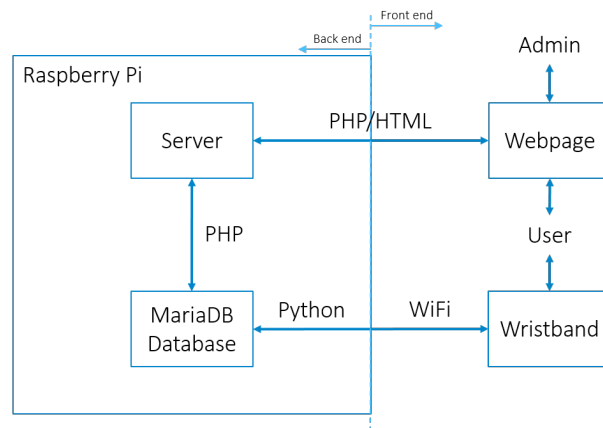 Front end
Back end
Admin
Raspberry Pi
PHP/HTML
Server
Webpage
PHP
User
MariaDB
Database
Python
WiFi
Wristband